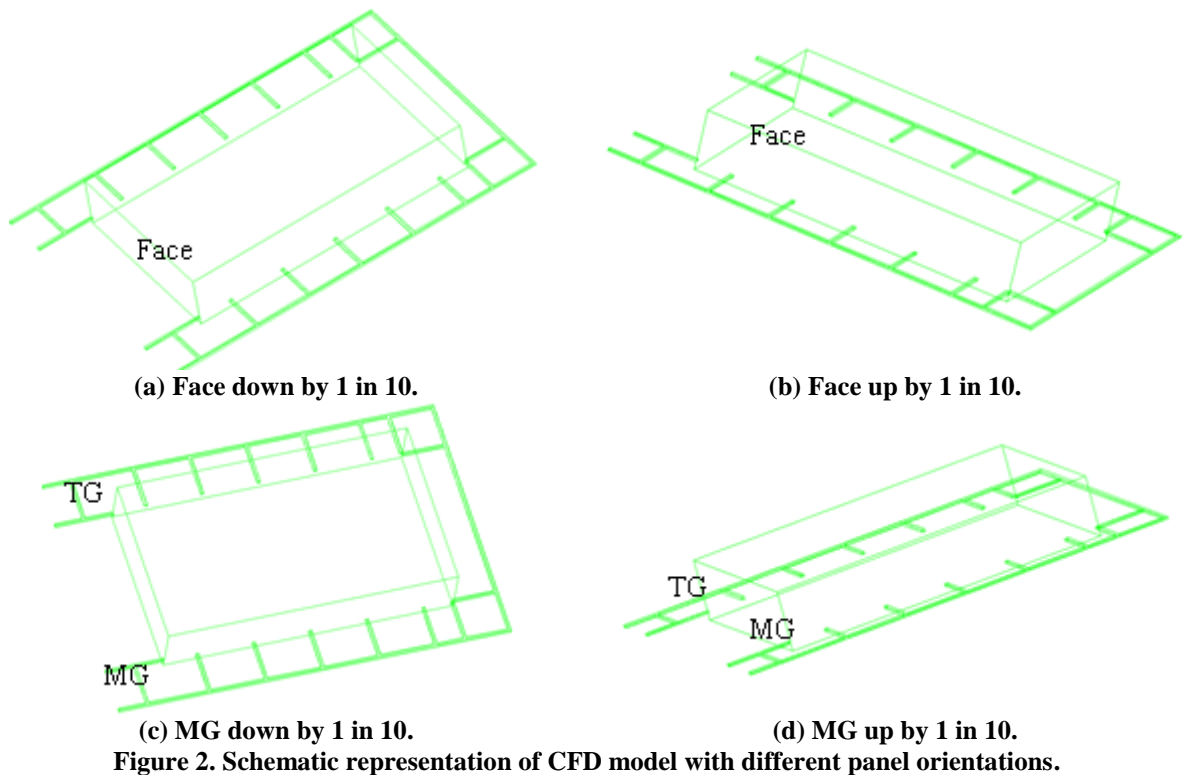 Face
Face
(a) Face down by 1 in 10.
(b) Face up by 1 in 10.
TG
MG
TG
MG
(c) MG down by 1 in 10.
(d) MG up by 1 in 10.
Figure 2. Schematic representation of CFD model with different panel orientations.